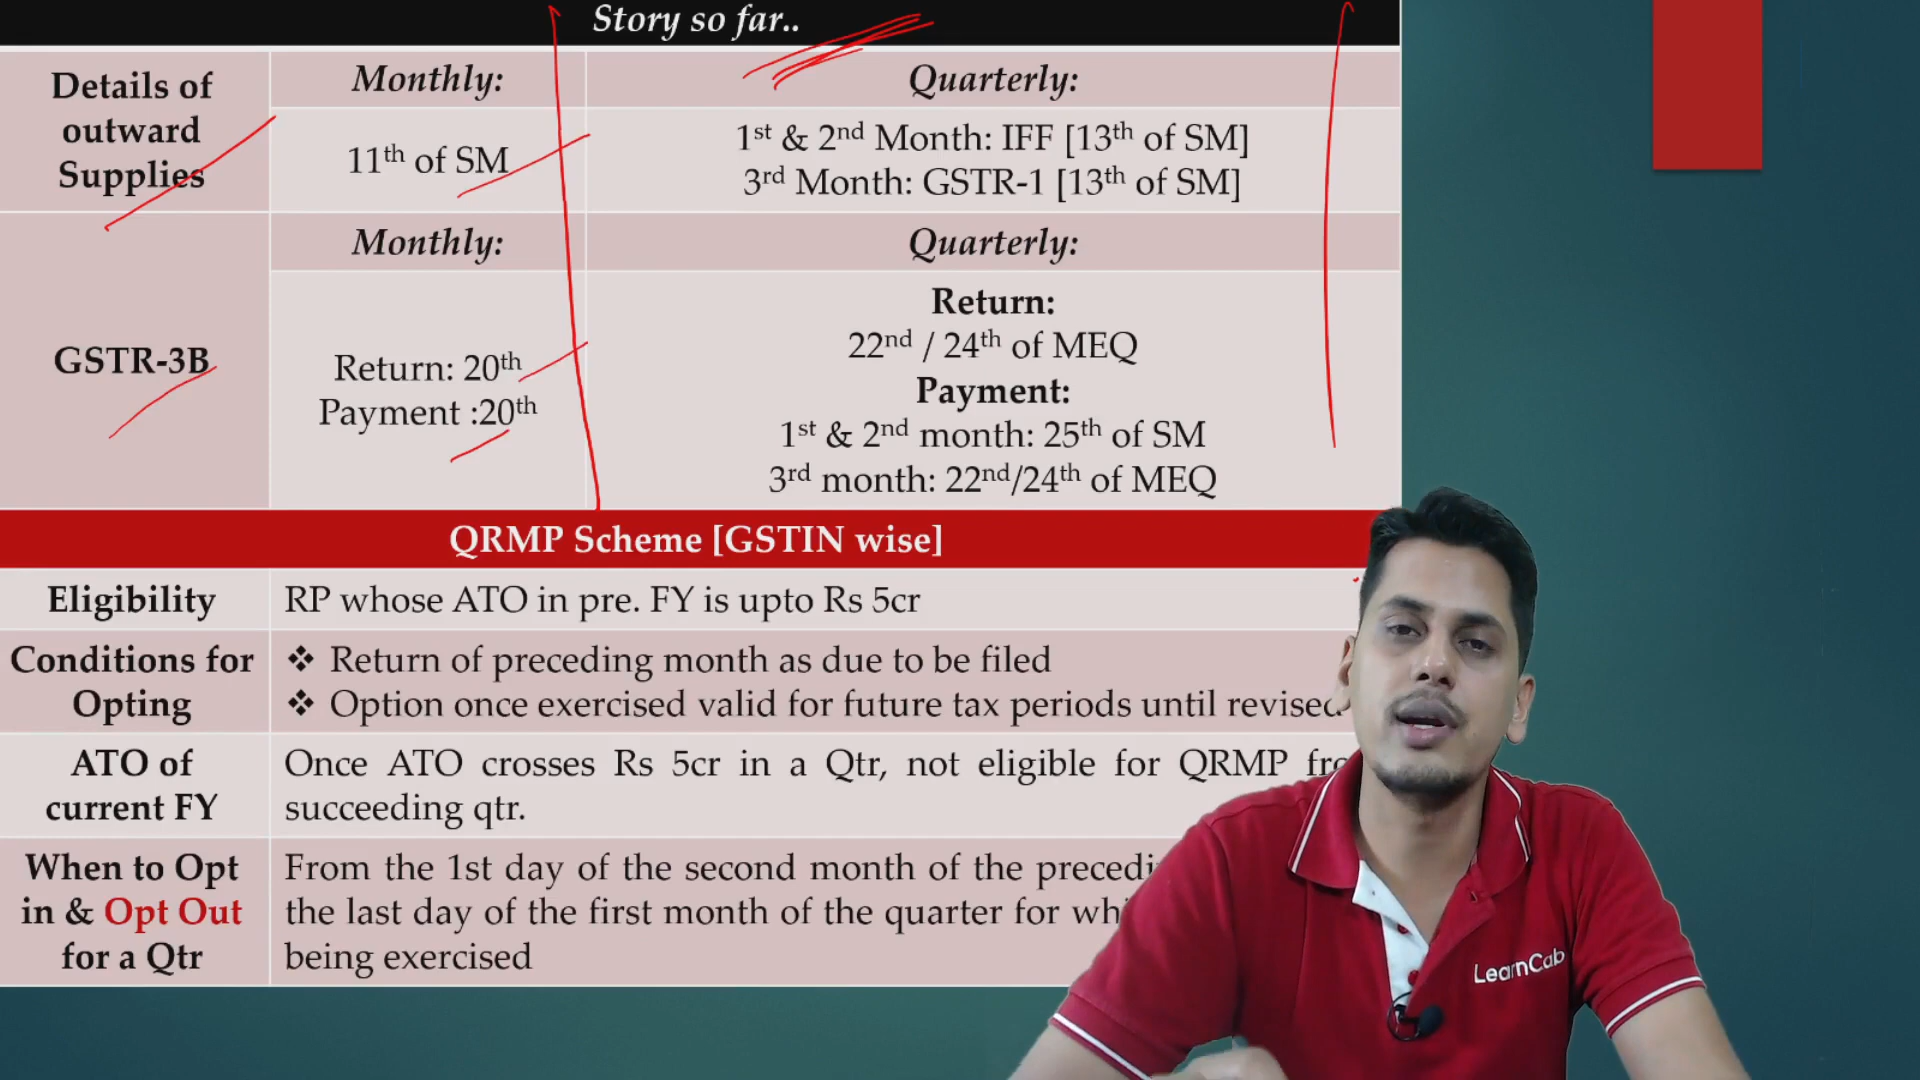 Story so far..
Details of outward Supplies
Monthly:
Quarterly:
11th of SM
1st & 2nd Month: IFF [13th of SM]
3rd Month: GSTR-1 [13th of SM]
GSTR-3B
Monthly:
Quarterly:
Return: 20th
Payment :20th
Return:
22nd / 24th of MEQ
Payment:
1st & 2nd month: 25th of SM
3rd month: 22nd/24th of MEQ
QRMP Scheme [GSTIN wise]
Eligibility
RP whose ATO in pre. FY is upto Rs 5cr
Conditions for
Opting
❖ Return of preceding month as due to be filed
❖ Option once exercised valid for future tax periods until revised
ATO of
current FY
Once ATO crosses Rs 5cr in a Qtr, not eligible for QRMP
succeeding qtr.
When to Opt
in & Opt Out
for a Qtr
From the 1st day of the second month of the
the last day of the first month of the quarter for
being exercised
LearnCab